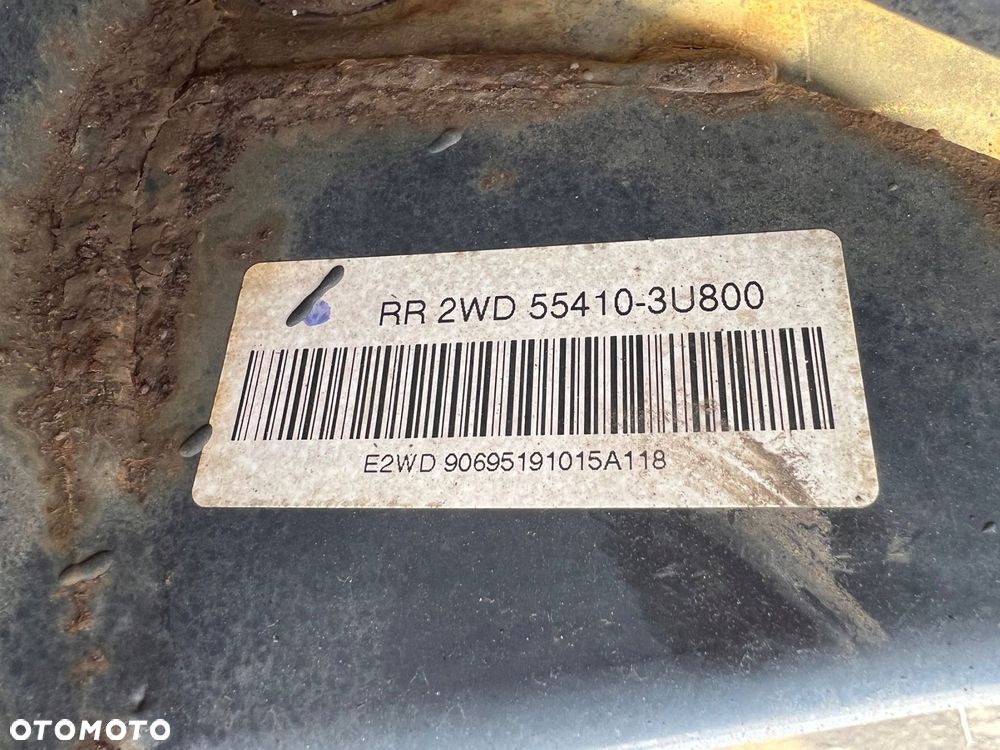 RR 2WD 55410-3U800
E2WD 90695191015A118
OTOMOTO